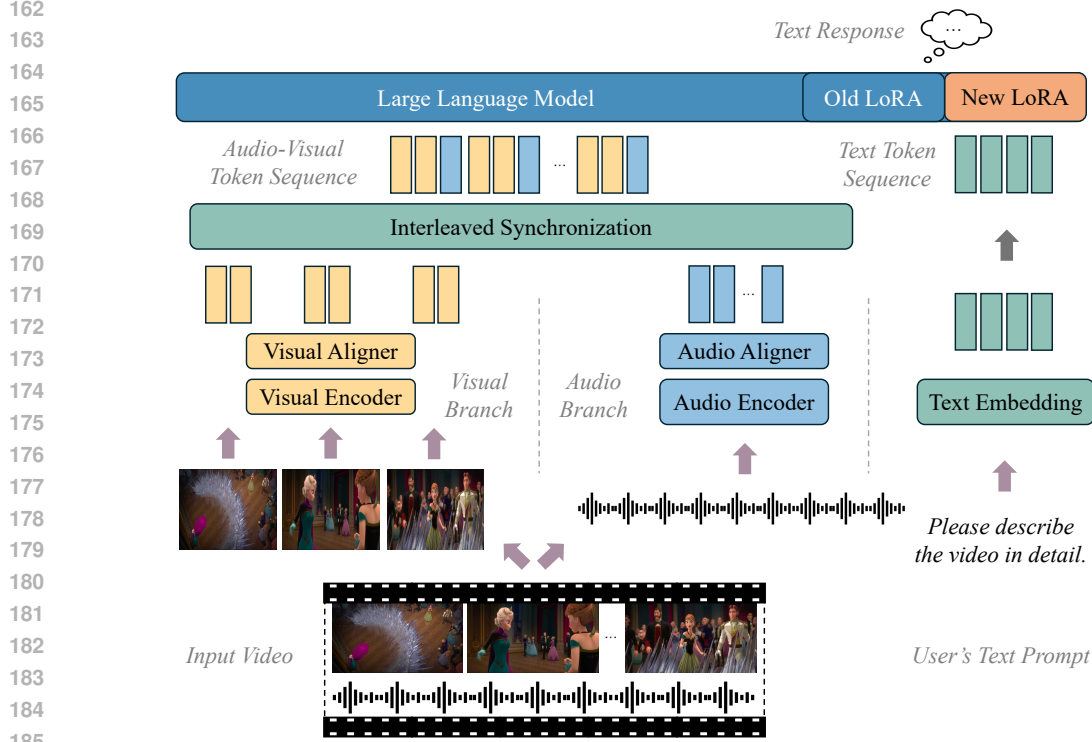 162
163
164
165
166
167
168
169
170
171
172
173
174
175
176
177
178
179
180
181
182
183
184
185
Text Response
...
Large Language Model
Old LoRA
New LoRA
Audio-Visual
Token Sequence
...
Text Token
Sequence
Interleaved Synchronization
...
Visual Aligner
Visual Encoder
Visual
Branch
Audio
Branch
Audio Aligner
Audio Encoder
Text Embedding
Please describe
the video in detail.
Input Video
...
User's Text Prompt